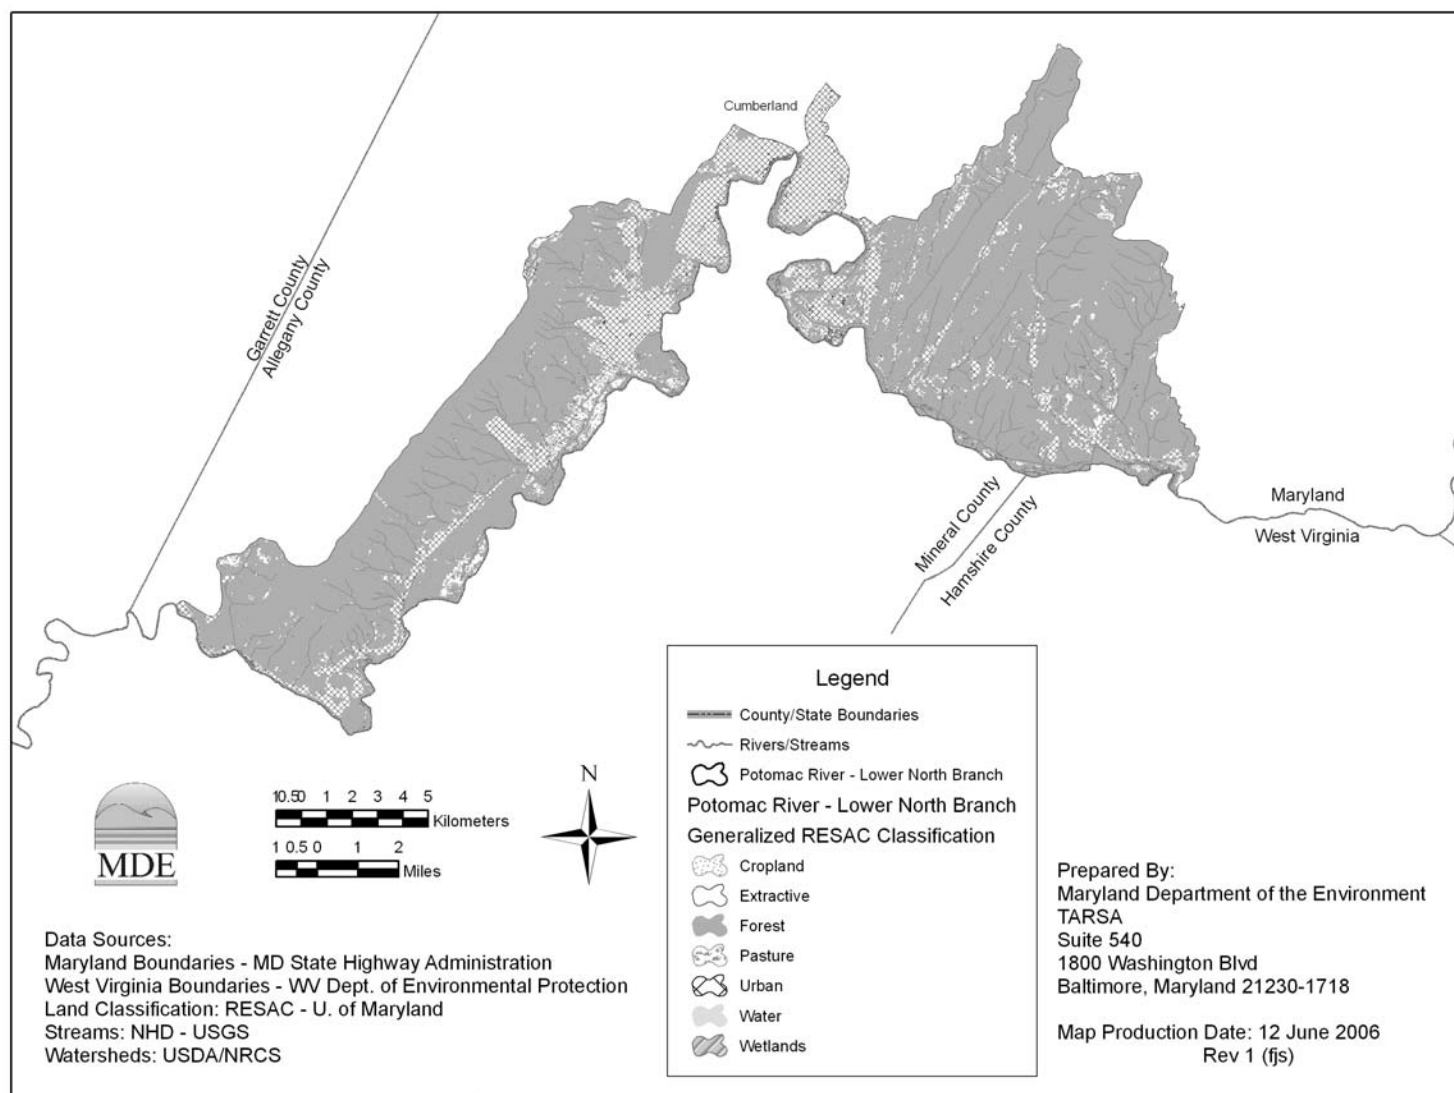 Cumberland
Garrett County
Allegany County
Mineral County
Hamshire County
Maryland
West Virginia
Legend
County/State Boundaries
Rivers/Streams
Potomac River - Lower North Branch
Potomac River - Lower North Branch
Generalized RESAC Classification
Cropland
Extractive
Forest
Pasture
Urban
Water
Wetlands
MDE
10.50 1 2 3 4 5
Kilometers
1 0.5 0 1 2
Miles
N
Data Sources:
Maryland Boundaries - MD State Highway Administration
West Virginia Boundaries - WV Dept. of Environmental Protection
Land Classification: RESAC - U. of Maryland
Streams: NHD - USGS
Watersheds: USDA/NRCS
Prepared By:
Maryland Department of the Environment
TARSA
Suite 540
1800 Washington Blvd
Baltimore, Maryland 21230-1718
Map Production Date: 12 June 2006
Rev 1 (fjs)